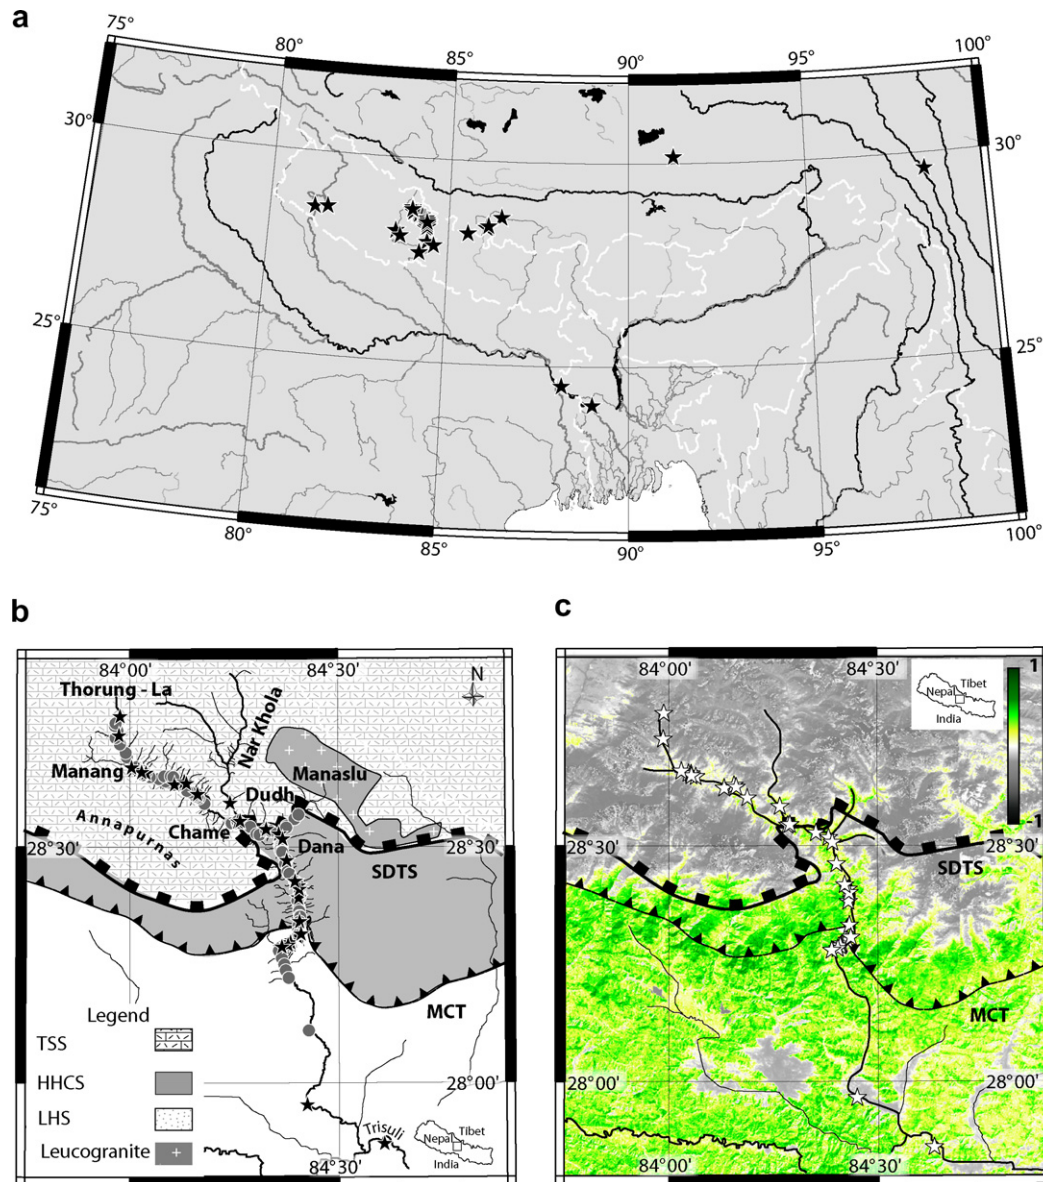 a
75°
80°
85°
90°
95°
100°
30°
30°
25°
25°
75°
80°
85°
90°
95°
100°
b
84°00'
84°30'
Thorung - La
N
Nar Khola
Manang
Manaslu
Dudh
Chame
Annapurnas
Dana
28°30'
28°30'
SDTS
MCT
Legend
TSS
HHCS
LHS
Leucogranite
28°00'
Trisuli
Nepal
Tibet
India
84°00'
84°30'
c
84°00'
84°30'
Nepal
Tibet
India
1
-1
28°30'
28°30'
SDTS
MCT
28°00'
28°00'
84°00'
84°30'